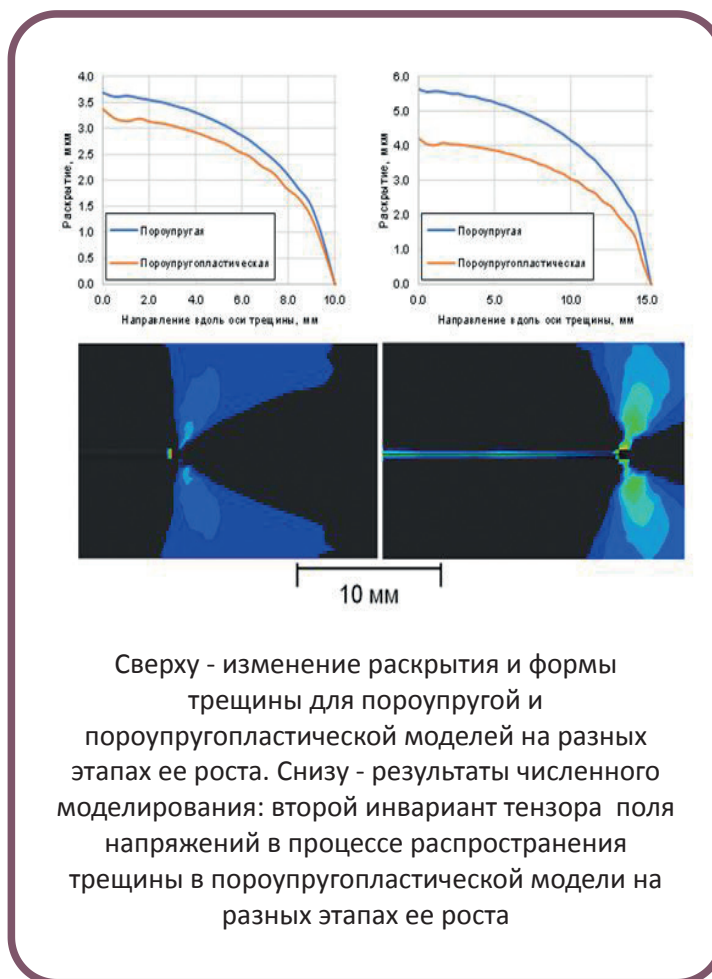 4.0
3.5
3.0
2.5
2.0
1.5
1.0
0.5
0.0
Раскрытие, мкм
Пороупругая
Пороупругопластическая
0.0 2.0 4.0 6.0 8.0 10.0
Направление вдоль оси трещины, мм
6.0
5.0
4.0
3.0
2.0
1.0
0.0
Раскрытие, мкм
Пороупругая
Пороупругопластическая
0.0 5.0 10.0 15.0
Направление вдоль оси трещины, мм
10 мм
Сверху - изменение раскрытия и формы
трещины для пороупругой и
пороупругопластической моделей на разных
этапах ее роста. Снизу - результаты численного
моделирования: второй инвариант тензора поля
напряжений в процессе распространения
трещины в пороупругопластической модели на
разных этапах ее роста